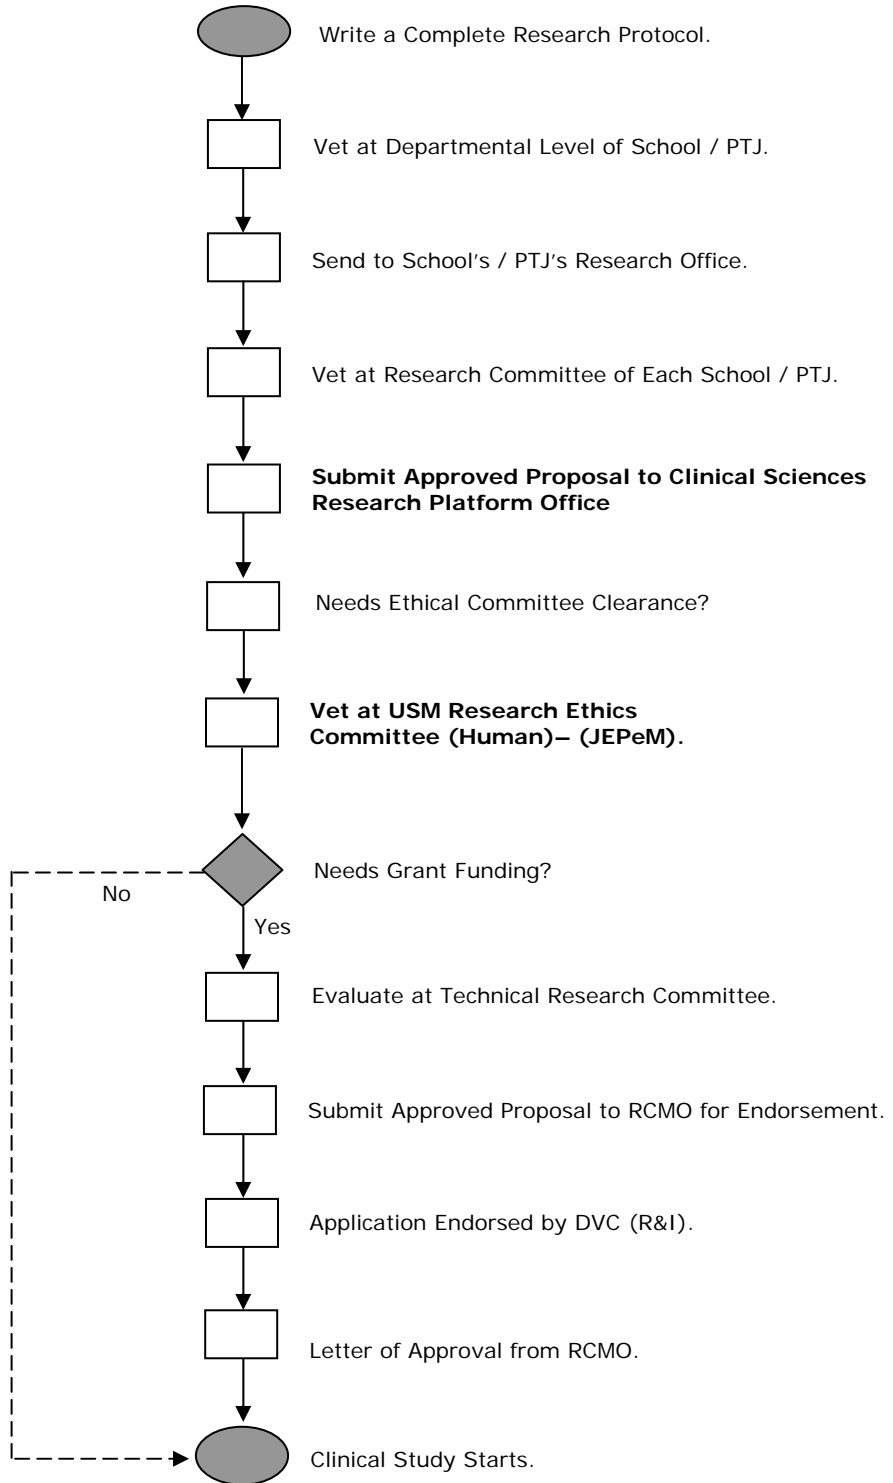 Write a Complete Research Protocol.
Vet at Departmental Level of School / PTJ.
Send to School's / PTJ's Research Office.
Vet at Research Committee of Each School / PTJ.
Submit Approved Proposal to Clinical Sciences
Research Platform Office
Needs Ethical Committee Clearance?
Vet at USM Research Ethics
Committee (Human)– (JEPeM).
Needs Grant Funding?
No
Yes
Evaluate at Technical Research Committee.
Submit Approved Proposal to RCMO for Endorsement.
Application Endorsed by DVC (R&I).
Letter of Approval from RCMO.
Clinical Study Starts.